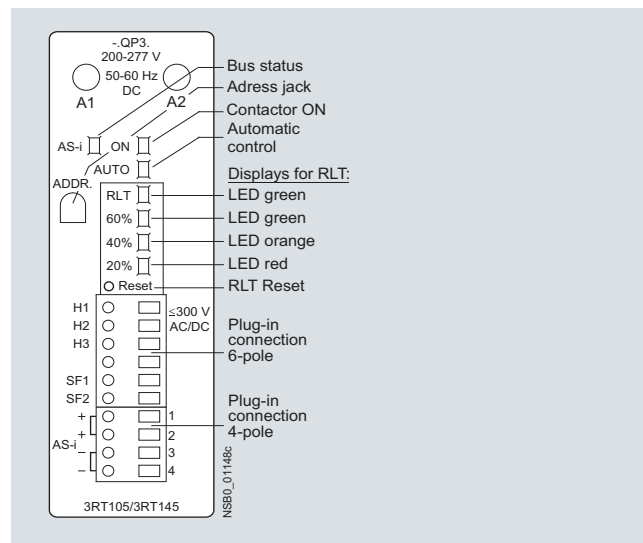 -.QP3.
200-277 V
50-60 Hz
DC
A1
A2
AS-i
ON
AUTO
ADDR.
RLT
60%
40%
20%
Reset
H1
H2
H3
SF1
SF2
≤300 V
AC/DC
+
+
AS-i
–
–
1
2
3
4
3RT105/3RT145
NSB0_01148c
Bus status
Adress jack
Contactor ON
Automatic
control
Displays for RLT:
LED green
LED green
LED orange
LED red
RLT Reset
Plug-in
connection
6-pole
Plug-in
connection
4-pole